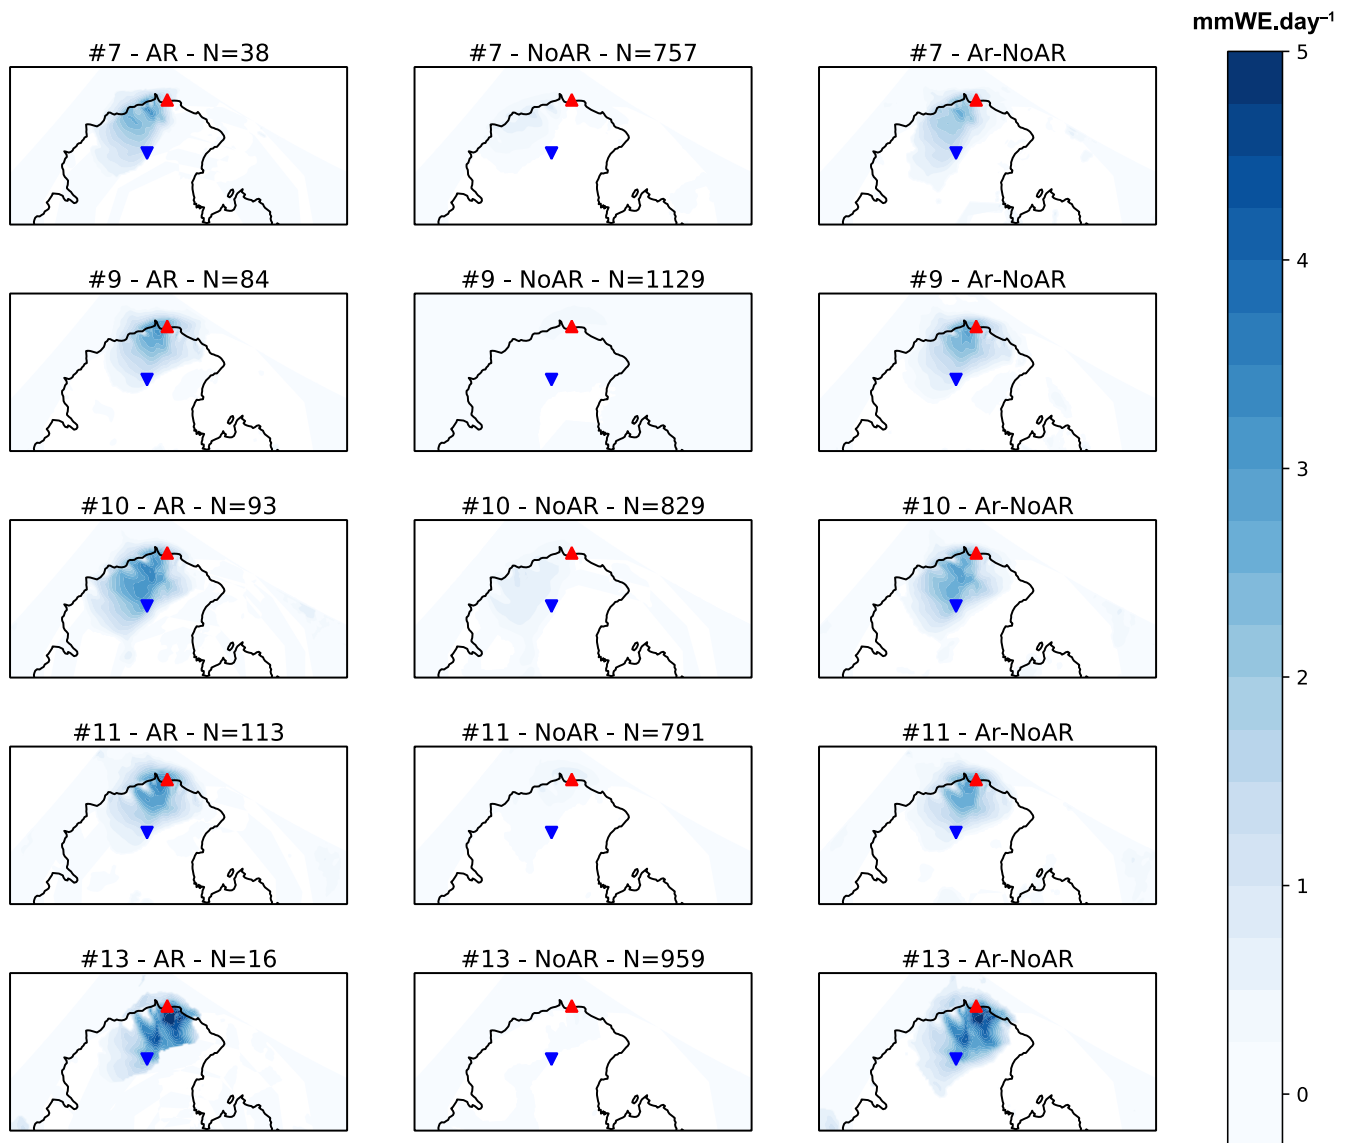 mmWE.day⁻¹
#7 - AR - N=38
#7 - NoAR - N=757
#7 - Ar-NoAR
#9 - AR - N=84
#9 - NoAR - N=1129
#9 - Ar-NoAR
#10 - AR - N=93
#10 - NoAR - N=829
#10 - Ar-NoAR
#11 - AR - N=113
#11 - NoAR - N=791
#11 - Ar-NoAR
#13 - AR - N=16
#13 - NoAR - N=959
#13 - Ar-NoAR
5
4
3
2
1
0